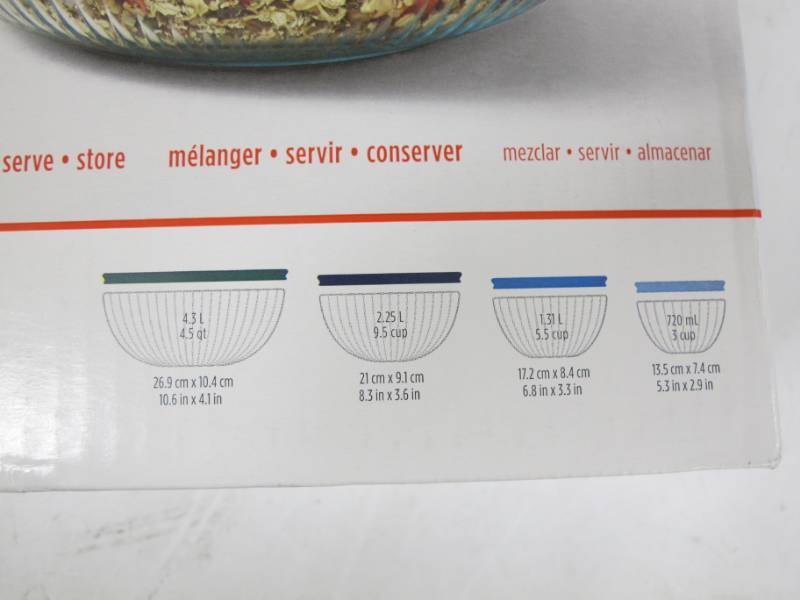 serve • store mélanger • servir • conserver mezclar • servir • almacenar
4.3 L
4.5 qt
26.9 cm x 10.4 cm
10.6 in x 4.1 in
2.25 L
9.5 cup
21 cm x 9.1 cm
8.3 in x 3.6 in
1.31 L
5.5 cup
17.2 cm x 8.4 cm
6.8 in x 3.3 in
720 mL
3 cup
13.5 cm x 7.4 cm
5.3 in x 2.9 in